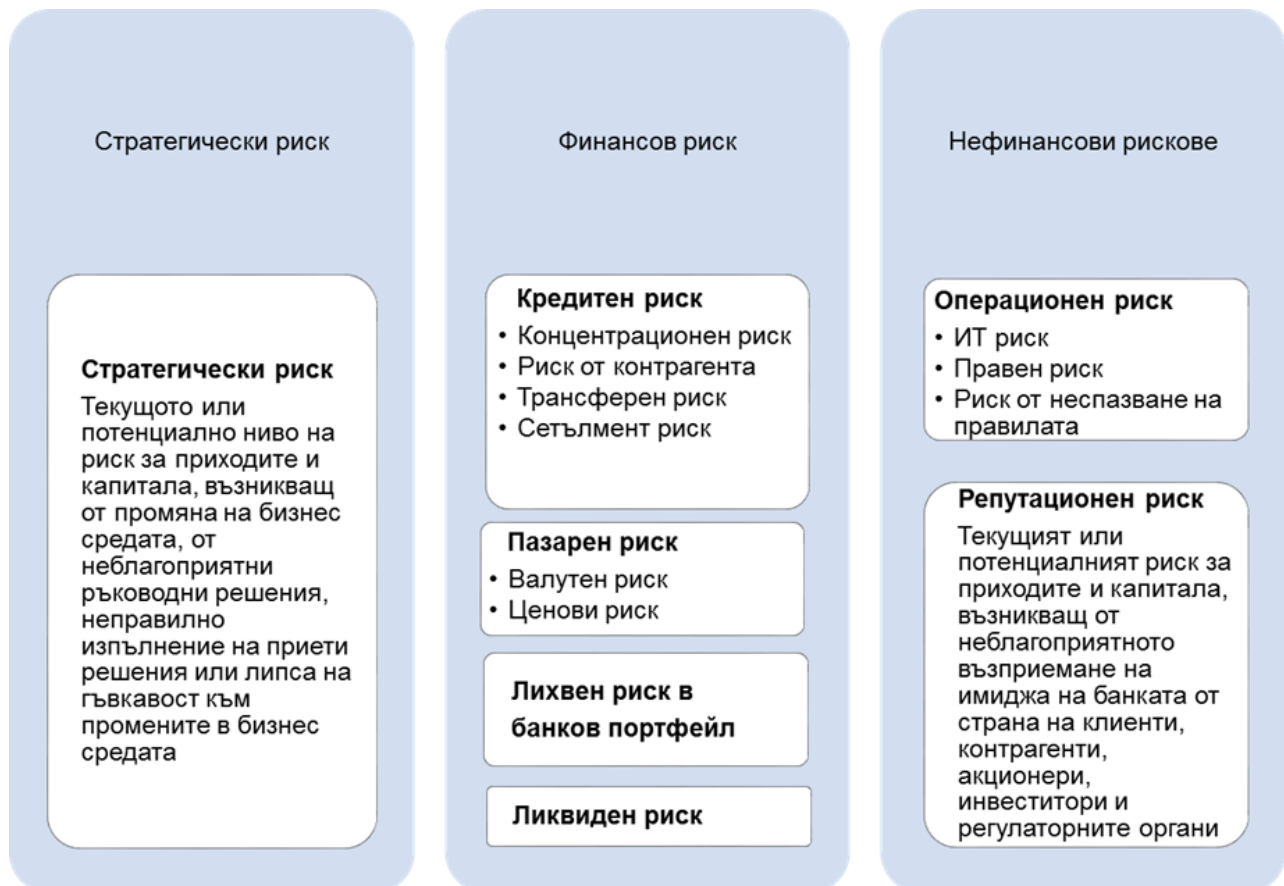 Стратегически риск
Стратегически риск
Текущото или
потенциално ниво на
риск за приходите и
капитала, възникващ
от промяна на бизнес
средата, от
неблагоприятни
ръководни решения,
неправилно
изпълнение на приети
решения или липса на
гъвкавост към
промените в бизнес
средата
Финансов риск
Кредитен риск
• Концентрационен риск
• Риск от контрагента
• Трансферен риск
• Сетълмент риск
Пазарен риск
• Валутен риск
• Ценови риск
Лихвен риск в
банков портфейл
Ликвиден риск
Нефинансови рискове
Операционен риск
• ИТ риск
• Правен риск
• Риск от неспазване на
правилата
Репутационен риск
Текущият или
потенциалният риск за
приходите и капитала,
възникващ от
неблагоприятното
възприемане на
имиджа на банката от
страна на клиенти,
контрагенти,
акционери,
инвеститори и
регулаторните органи